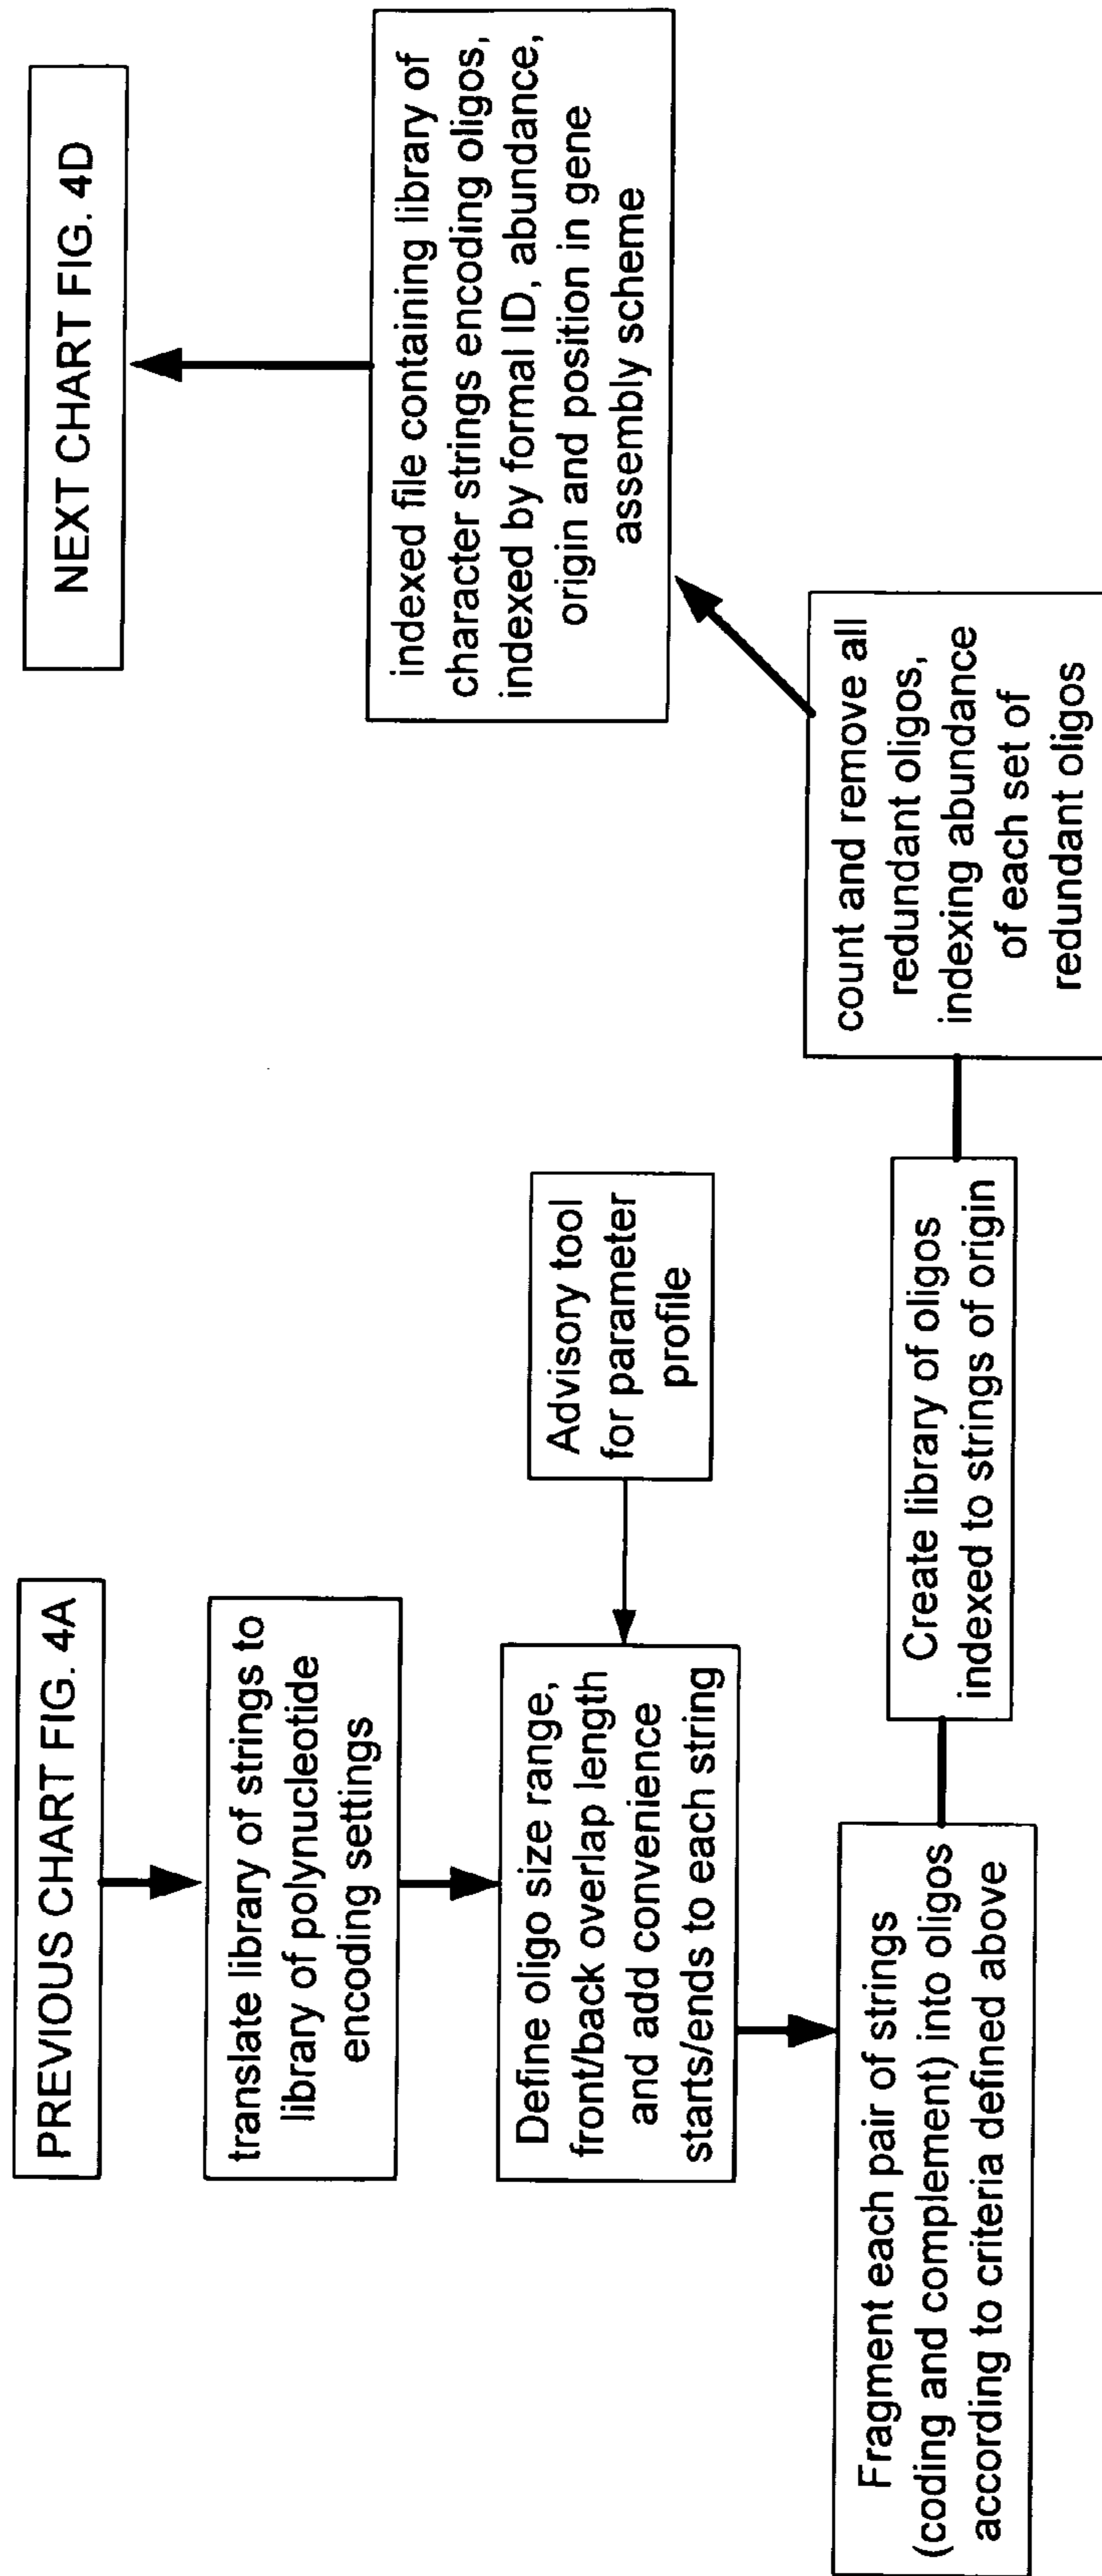 PREVIOUS CHART FIG. 4A
translate library of strings to
library of polynucleotide
encoding settings
Define oligo size range,
front/back overlap length
and add convenience
starts/ends to each string
Advisory tool
for parameter
profile
Fragment each pair of strings
(coding and complement) into oligos
according to criteria defined above
Create library of oligos
indexed to strings of origin
count and remove all
redundant oligos,
indexing abundance
of each set of
redundant oligos
indexed file containing library of
character strings encoding oligos,
indexed by formal ID, abundance,
origin and position in gene
assembly scheme
NEXT CHART FIG. 4D